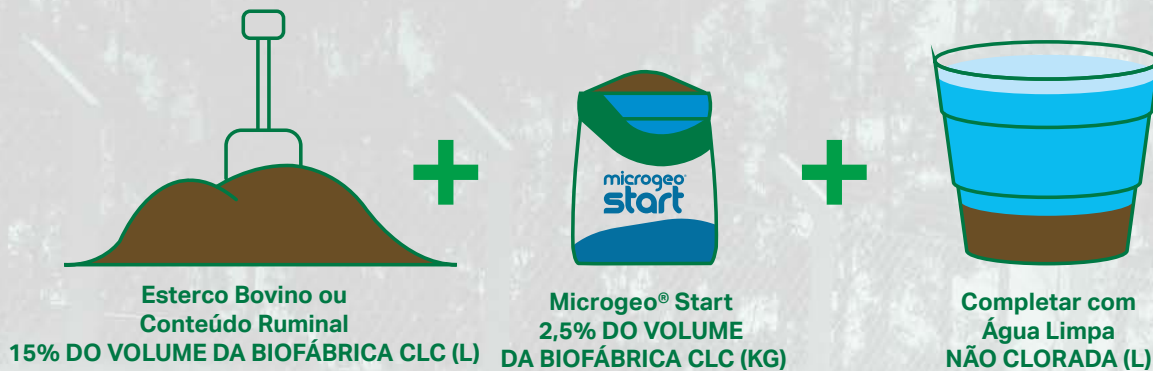 microgeo
start
Esterco Bovino ou
Conteúdo Ruminal
15% DO VOLUME DA BIOFÁBRICA CLC (L)
Microgeo® Start
2,5% DO VOLUME
DA BIOFÁBRICA CLC (KG)
Completar com
Água Limpa
NÃO CLORADA (L)